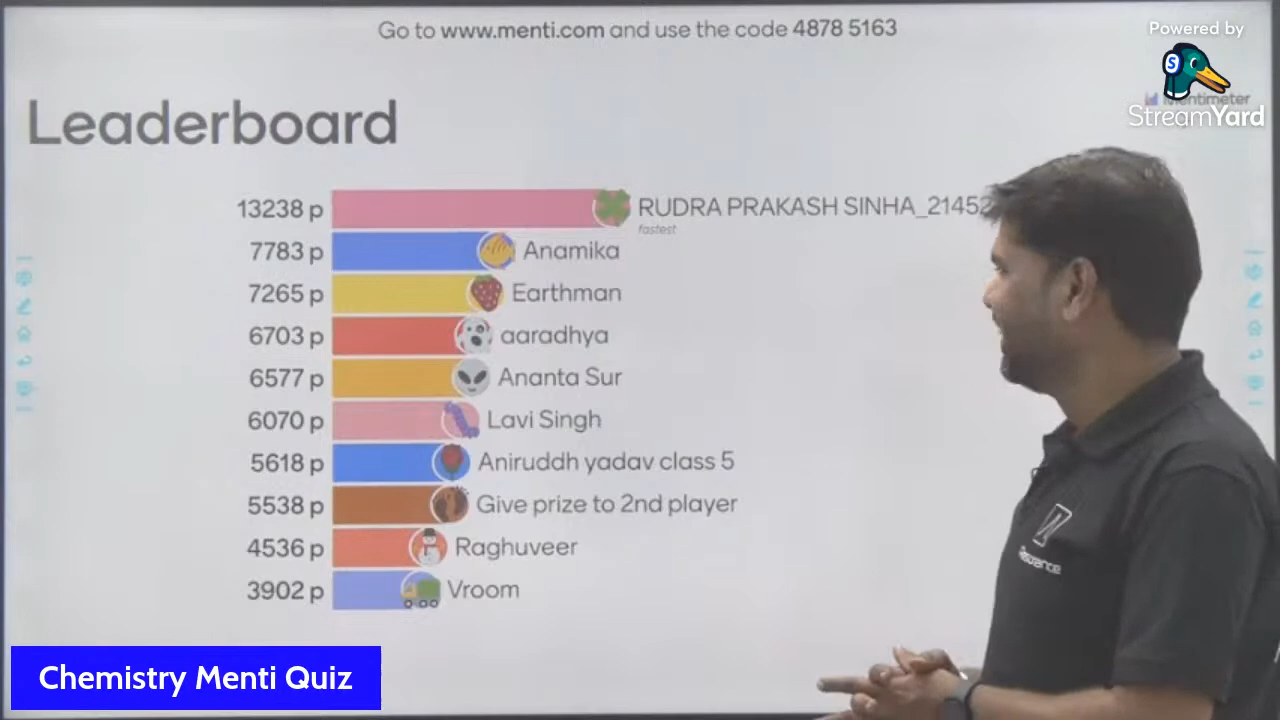 Go to www.menti.com and use the code 4878 5163
Powered by
Mentimeter
StreamYard
Leaderboard
13238 p RUDRA PRAKASH SINHA_21452
fastest
7783 p Anamika
7265 p Earthman
6703 p aaradhya
6577 p Ananta Sur
6070 p Lavi Singh
5618 p Aniruddh yadav class 5
5538 p Give prize to 2nd player
4536 p Raghuveer
3902 p Vroom
Chemistry Menti Quiz